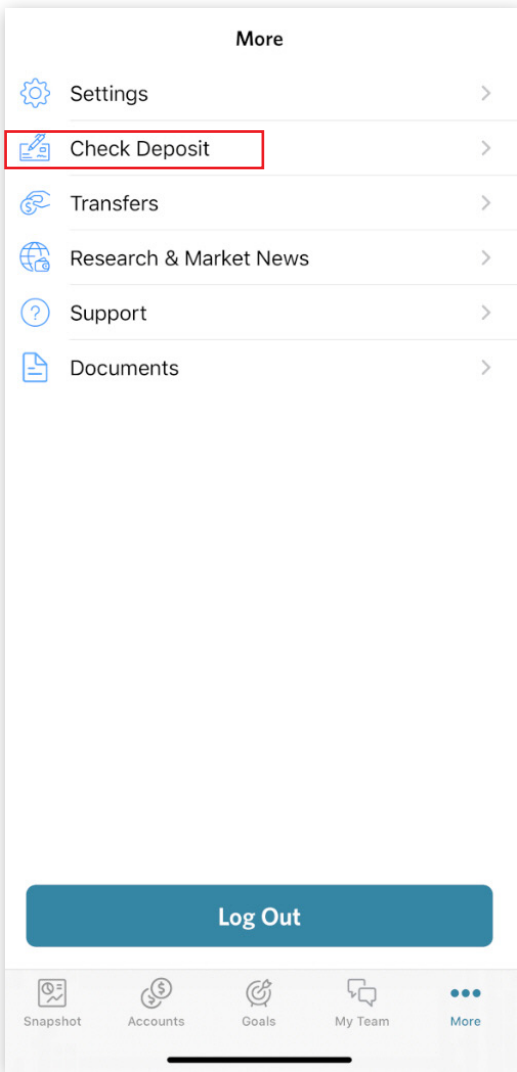 More
Settings
Check Deposit
Transfers
Research & Market News
Support
Documents
Log Out
Snapshot Accounts Goals My Team More